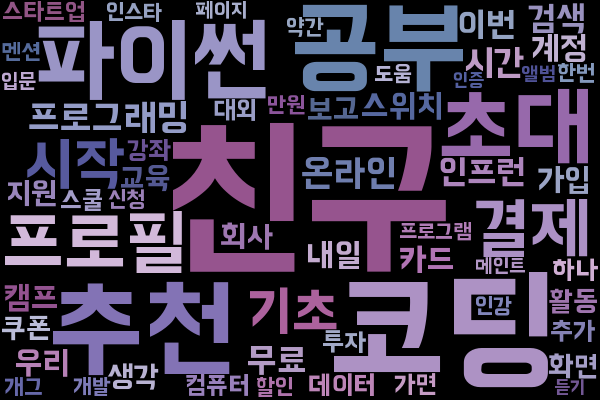 스타트업 인스타 페이지 약간 이번 검색
멘션 파이썬 공부 시간 계정
입문 도움 인증 앨범 한번
프로그래밍 대외 만원 보고 스위치 초대
시작 강좌 친구 온라인 인프런 가입
지원 스쿨 교육 신청
프로필 회사 내일 프로그램 카드 결제
메인트 하나
캠프 추천 기초 코딩 인강 활동
쿠폰 투자 추가
우리 생각 무료 화면
개그 개발 컴퓨터 할인 데이터 가면 듣기